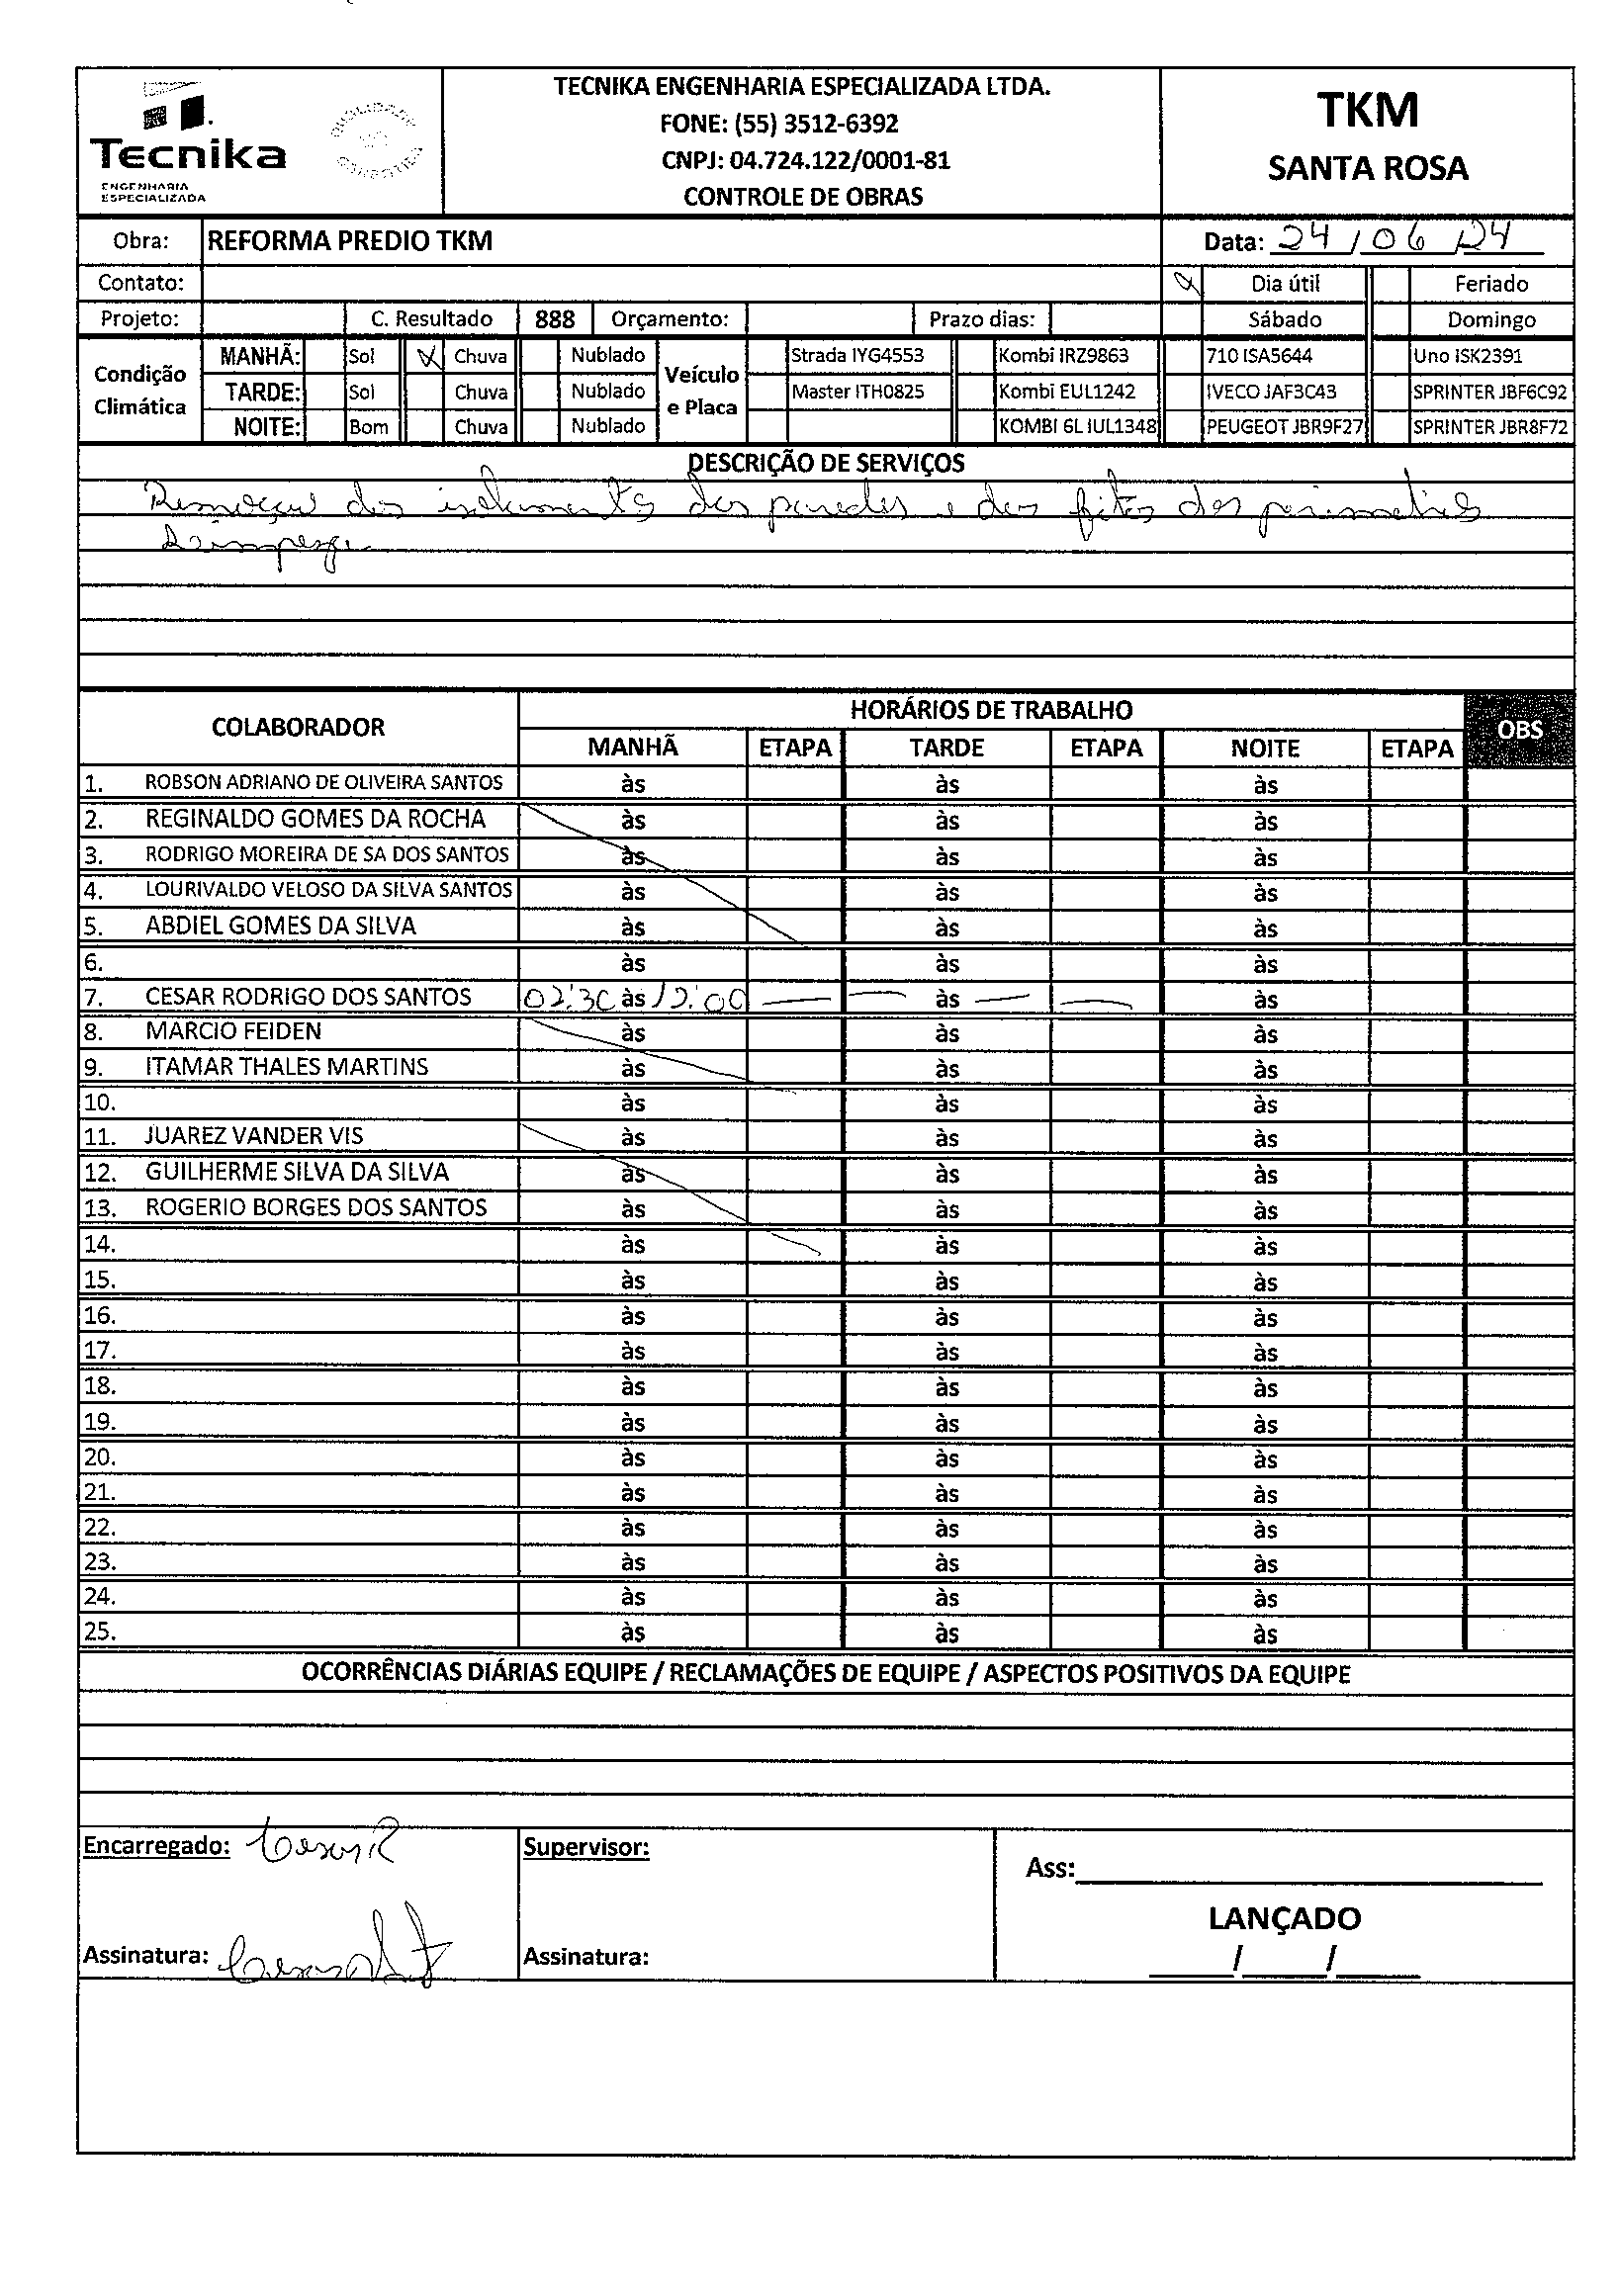 Tecnika
ENGENHARIA
ESPECIALIZADA
TECNIKA ENGENHARIA ESPECIALIZADA LTDA.
FONE: (55) 3512-6392
CNPJ: 04.724.122/0001-81
CONTROLE DE OBRAS
TKM
SANTA ROSA
Obra: REFORMA PREDIO TKM Data: 24/06/24
Contato: Dia útil Feriado
Projeto: C. Resultado 888 Orçamento: Prazo dias: Sábado Domingo
Condição Climática Veículo e Placa
MANHÃ: Sol Chuva Nublado Strada IYG4553 Kombi IRZ9863 710 ISA5644 Uno ISK2391
TARDE: Sol Chuva Nublado Master ITH0825 Kombi EUL1242 IVECO JAF3C43 SPRINTER JBF6C92
NOITE: Bom Chuva Nublado KOMBI 6L IUL1348 PEUGEOT JBR9F27 SPRINTER JBR8F72
DESCRIÇÃO DE SERVIÇOS
dos isolamentos das paredes e das fitas dos
COLABORADOR HORÁRIOS DE TRABALHO OBS
MANHÃ ETAPA TARDE ETAPA NOITE ETAPA
1. ROBSON ADRIANO DE OLIVEIRA SANTOS às às às
2. REGINALDO GOMES DA ROCHA às às às
3. RODRIGO MOREIRA DE SA DOS SANTOS às às às
4. LOURIVALDO VELOSO DA SILVA SANTOS às às às
5. ABDIEL GOMES DA SILVA às às às
6. às às às
7. CESAR RODRIGO DOS SANTOS às às às
8. MARCIO FEIDEN às às às
9. ITAMAR THALES MARTINS às às às
10. às às às
11. JUAREZ VANDER VIS às às às
12. GUILHERME SILVA DA SILVA às às às
13. ROGERIO BORGES DOS SANTOS às às às
14. às às às
15. às às às
16. às às às
17. às às às
18. às às às
19. às às às
20. às às às
21. às às às
22. às às às
23. às às às
24. às às às
25. às às às
OCORRÊNCIAS DIÁRIAS EQUIPE / RECLAMAÇÕES DE EQUIPE / ASPECTOS POSITIVOS DA EQUIPE
Encarregado: Cesar R Supervisor: Ass:
LANÇADO
Assinatura: Assinatura: / /